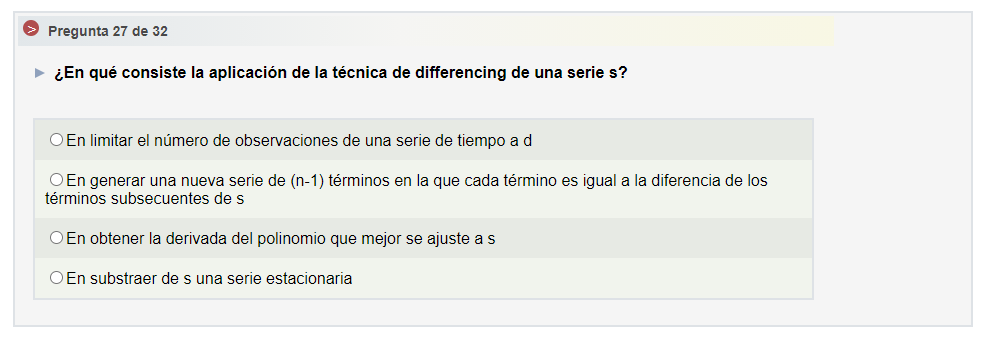 Pregunta 27 de 32
¿En qué consiste la aplicación de la técnica de differencing de una serie s?
En limitar el número de observaciones de una serie de tiempo a d
En generar una nueva serie de (n-1) términos en la que cada término es igual a la diferencia de los
términos subsecuentes de s
En obtener la derivada del polinomio que mejor se ajuste a s
En substraer de s una serie estacionaria